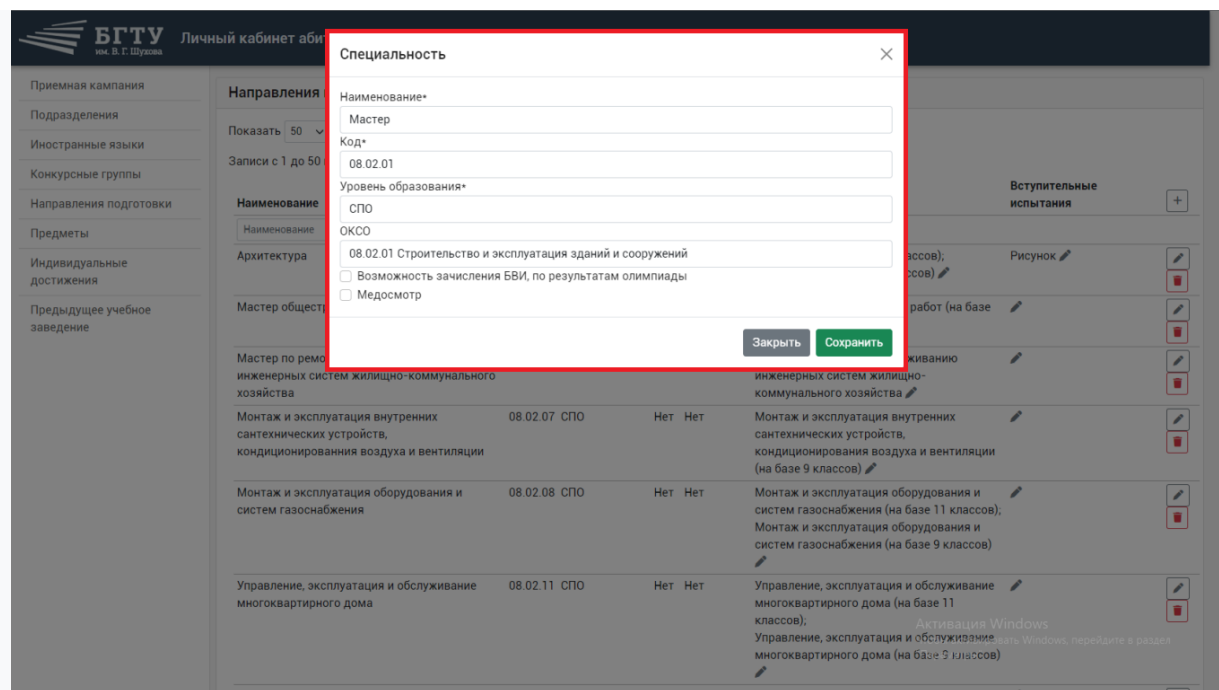 БГТУ
им. В. Г. Шухова
Личный кабинет аби
Приемная кампания
Подразделения
Иностранные языки
Конкурсные группы
Направления подготовки
Предметы
Индивидуальные
достижения
Предыдущее учебное
заведение
Направления
Показать 50
Записи с 1 до 50
Специальность
Наименование*
Мастер
Код*
08.02.01
Уровень образования*
СПО
ОКСО
08.02.01 Строительство и эксплуатация зданий и сооружений
Возможность зачисления БВИ, по результатам олимпиады
Медосмотр
Закрыть Сохранить
Наименование
Вступительные
испытания
Наименование
Архитектура
ассов);
ссов)
Рисунок
Мастер общест
работ (на базе
Мастер по ремо
инженерных систем жилищно-коммунального
хозяйства
живанию
инженерных систем жилищно-
коммунального хозяйства
Монтаж и эксплуатация внутренних
сантехнических устройств,
кондиционированния воздуха и вентиляции
08.02.07 СПО Нет Нет
Монтаж и эксплуатация внутренних
сантехнических устройств,
кондиционирования воздуха и вентиляции
(на базе 9 классов)
Монтаж и эксплуатация оборудования и
систем газоснабжения
08.02.08 СПО Нет Нет
Монтаж и эксплуатация оборудования и
систем газоснабжения (на базе 11 классов);
Монтаж и эксплуатация оборудования и
систем газоснабжения (на базе 9 классов)
Управление, эксплуатация и обслуживание
многоквартирного дома
08.02.11 СПО Нет Нет
Управление, эксплуатация и обслуживание
многоквартирного дома (на базе 11
классов);
Управление, эксплуатация и обслуживание
многоквартирного дома (на базе 9 классов)
Активация Windows
Windows, перейдите в раздел